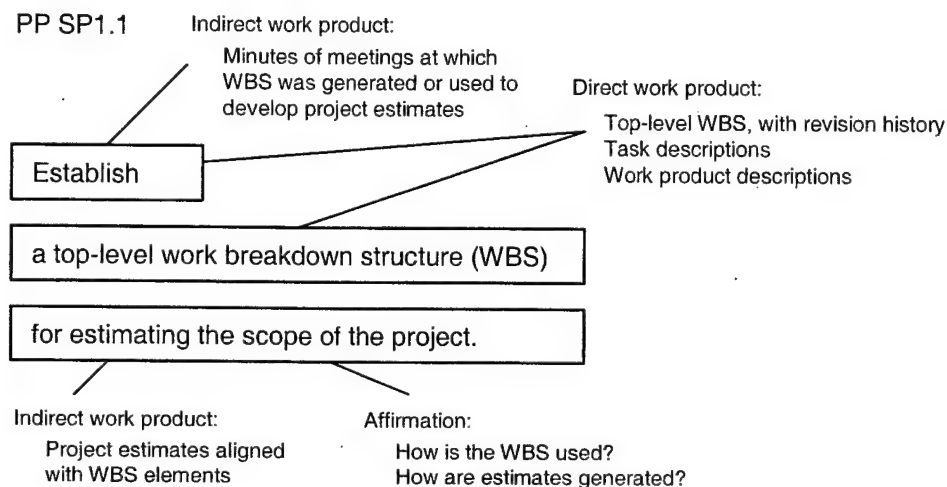 PP SP1.1
Indirect work product:
Minutes of meetings at which
WBS was generated or used to
develop project estimates
Direct work product:
Top-level WBS, with revision history
Task descriptions
Work product descriptions
Establish
a top-level work breakdown structure (WBS)
for estimating the scope of the project.
Indirect work product:
Project estimates aligned
with WBS elements
Affirmation:
How is the WBS used?
How are estimates generated?